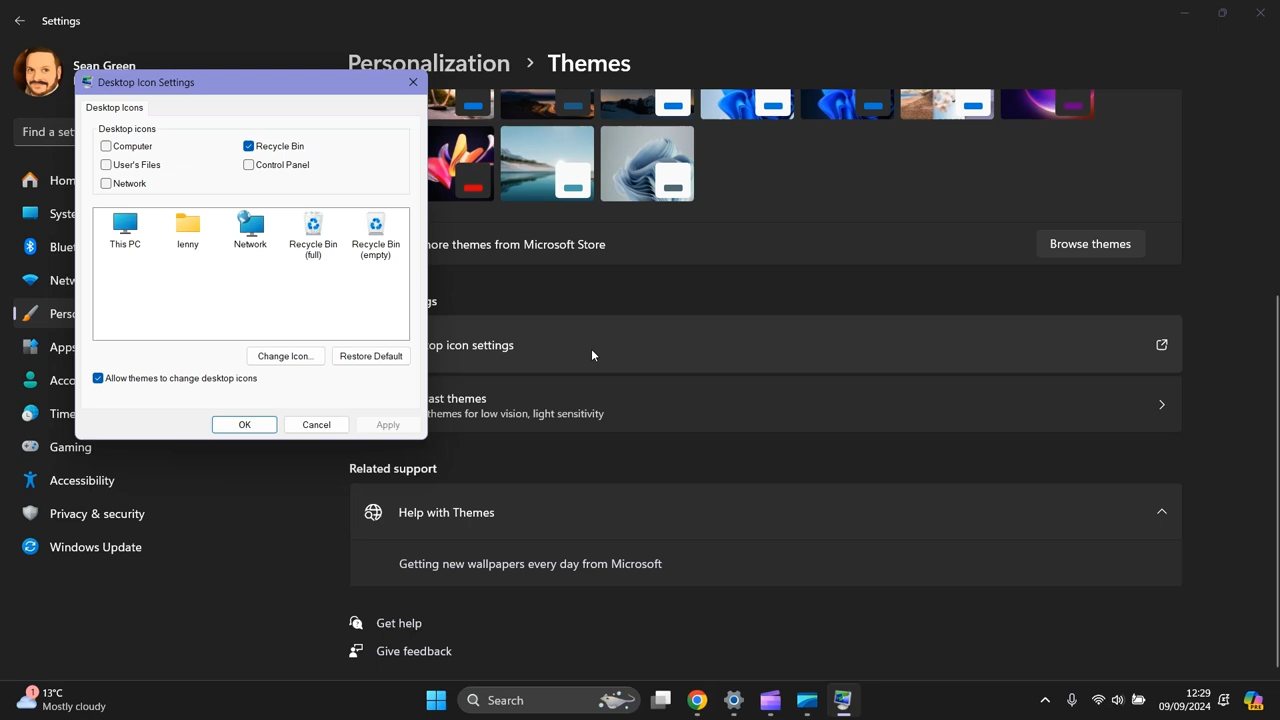 Settings
Sean Green
Personalization > Themes
Desktop Icon Settings
Desktop Icons
Find a set
Desktop icons
Computer
Recycle Bin
User's Files
Control Panel
Network
Hom
Syste
Bluet
Netw
Perso
Apps
Acco
Time
Gaming
Accessibility
Privacy & security
Windows Update
This PC
lenny
Network
Recycle Bin (full)
Recycle Bin (empty)
Change Icon...
Restore Default
Allow themes to change desktop icons
OK
Cancel
Apply
ore themes from Microsoft Store
Browse themes
gs
op icon settings
ast themes
themes for low vision, light sensitivity
Related support
Help with Themes
Getting new wallpapers every day from Microsoft
Get help
Give feedback
1
13°C
Mostly cloudy
Search
12:29
09/09/2024
PRE